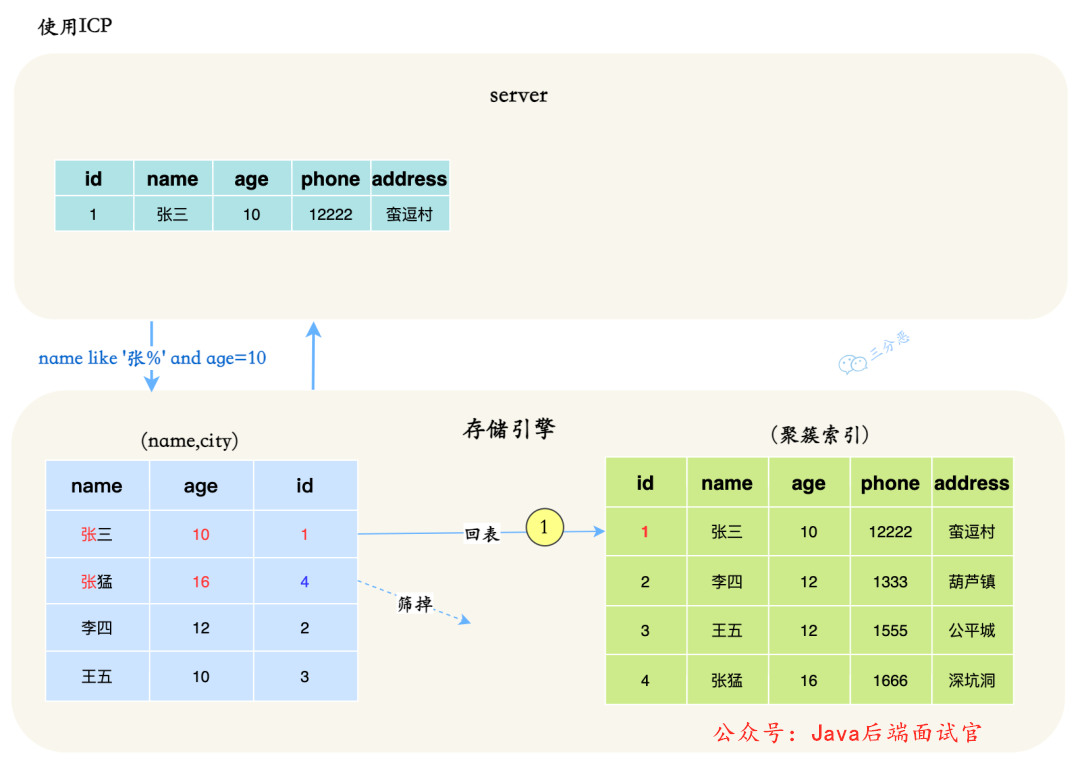 使用ICP
server
id name age phone address
1 张三 10 12222 蛮逗村
name like '张%' and age=10
三分恶
存储引擎
(name,city)
(聚簇索引)
name age id
张三 10 1
张猛 16 4
李四 12 2
王五 10 3
回表 1
筛掉
id name age phone address
1 张三 10 12222 蛮逗村
2 李四 12 1333 葫芦镇
3 王五 12 1555 公平城
4 张猛 16 1666 深坑洞
公众号：Java后端面试官